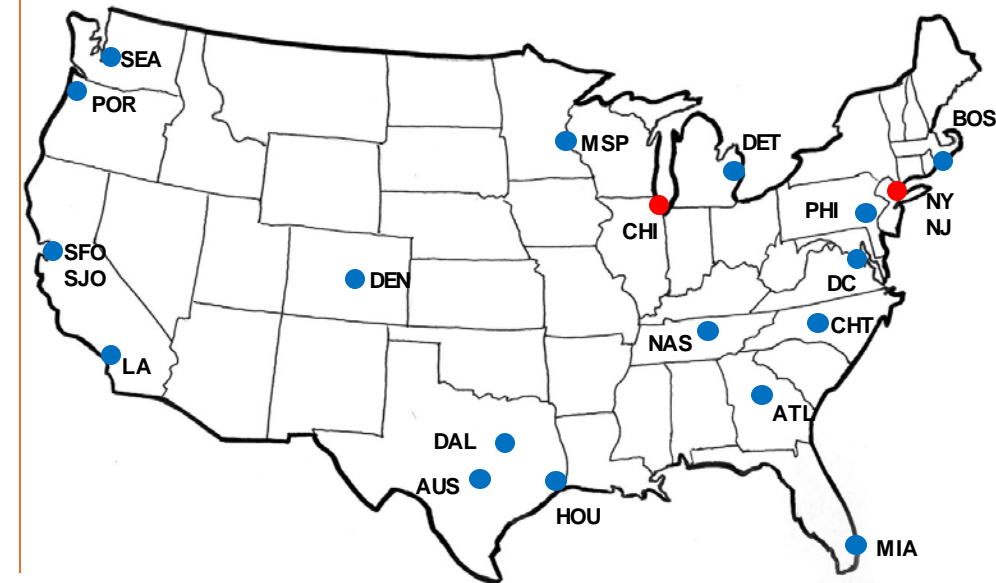 SEA
POR
BOS
MSP
DET
NY
NJ
PHI
CHI
SFO
SJO
DEN
DC
CHT
NAS
LA
ATL
DAL
AUS
HOU
MIA